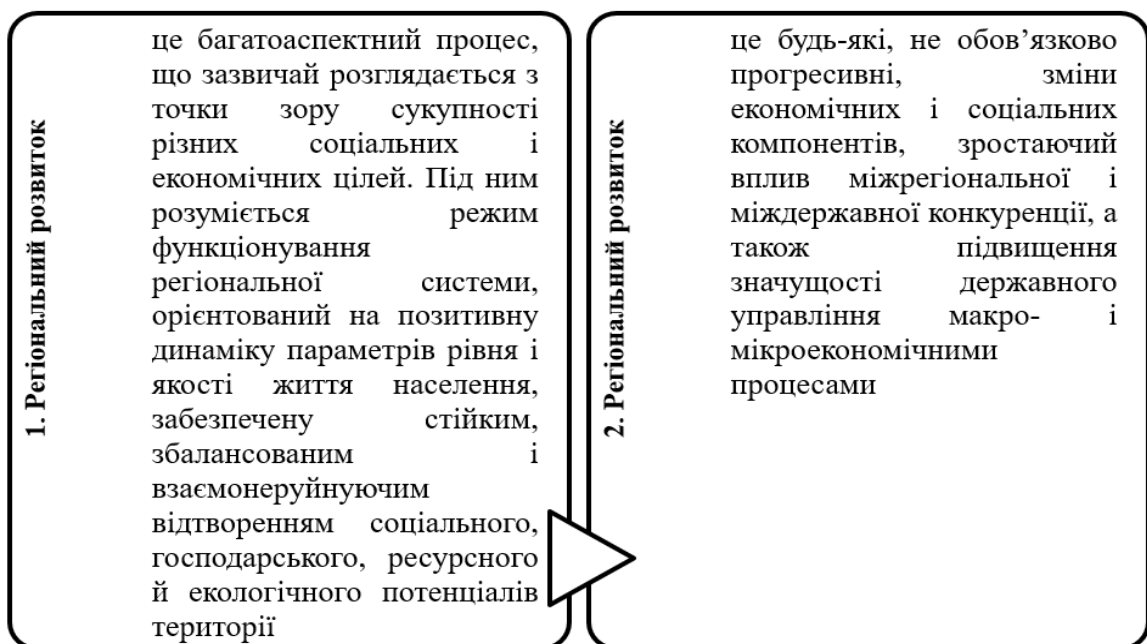 1. Регіональний розвиток
це багатоаспектний процес,
що зазвичай розглядається з
точки зору сукупності
різних соціальних і
економічних цілей. Під ним
розуміється режим
функціонування
регіональної системи,
орієнтований на позитивну
динаміку параметрів рівня і
якості життя населення,
забезпечену стійким,
збалансованим і
взаємонеруйнуючим
відтворенням соціального,
господарського, ресурсного
й екологічного потенціалів
території
2. Регіональний розвиток
це будь-які, не обов’язково
прогресивні, зміни
економічних і соціальних
компонентів, зростаючий
вплив міжрегіональної і
міждержавної конкуренції, а
також підвищення
значущості державного
управління макро- і
мікроекономічними
процесами